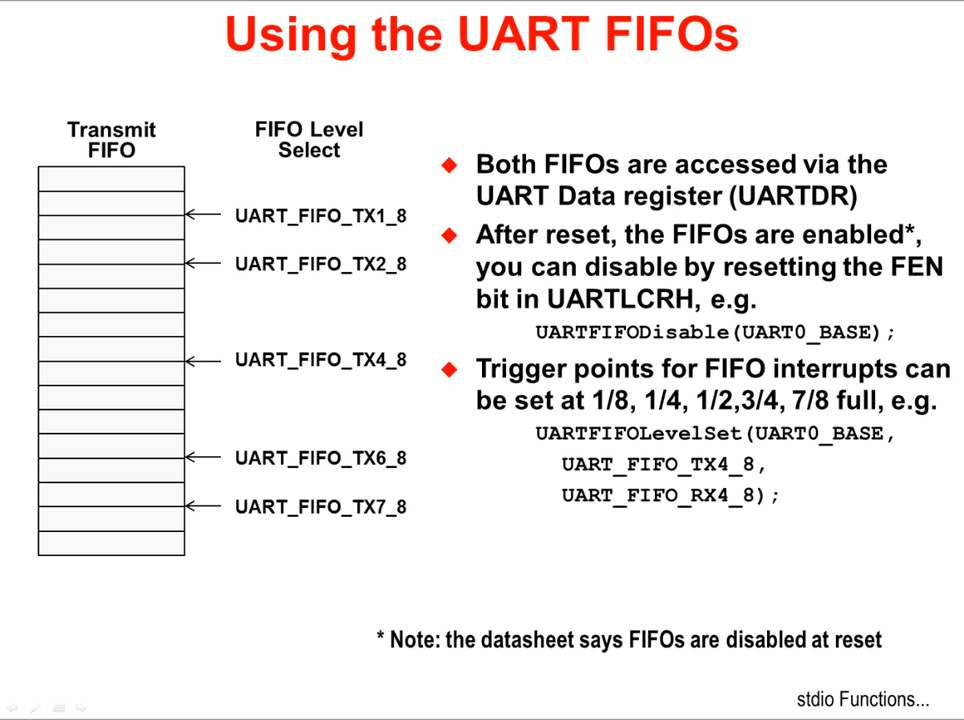 Using the UART FIFOs
Transmit
FIFO
FIFO Level
Select
UART_FIFO_TX1_8
UART_FIFO_TX2_8
UART_FIFO_TX4_8
UART_FIFO_TX6_8
UART_FIFO_TX7_8
Both FIFOs are accessed via the
UART Data register (UARTDR)
After reset, the FIFOs are enabled*,
you can disable by resetting the FEN
bit in UARTLCRH, e.g.
UARTFIFODisable(UART0_BASE);
Trigger points for FIFO interrupts can
be set at 1/8, 1/4, 1/2,3/4, 7/8 full, e.g.
UARTFIFOLevelSet(UART0_BASE,
UART_FIFO_TX4_8,
UART_FIFO_RX4_8);
* Note: the datasheet says FIFOs are disabled at reset
stdio Functions...